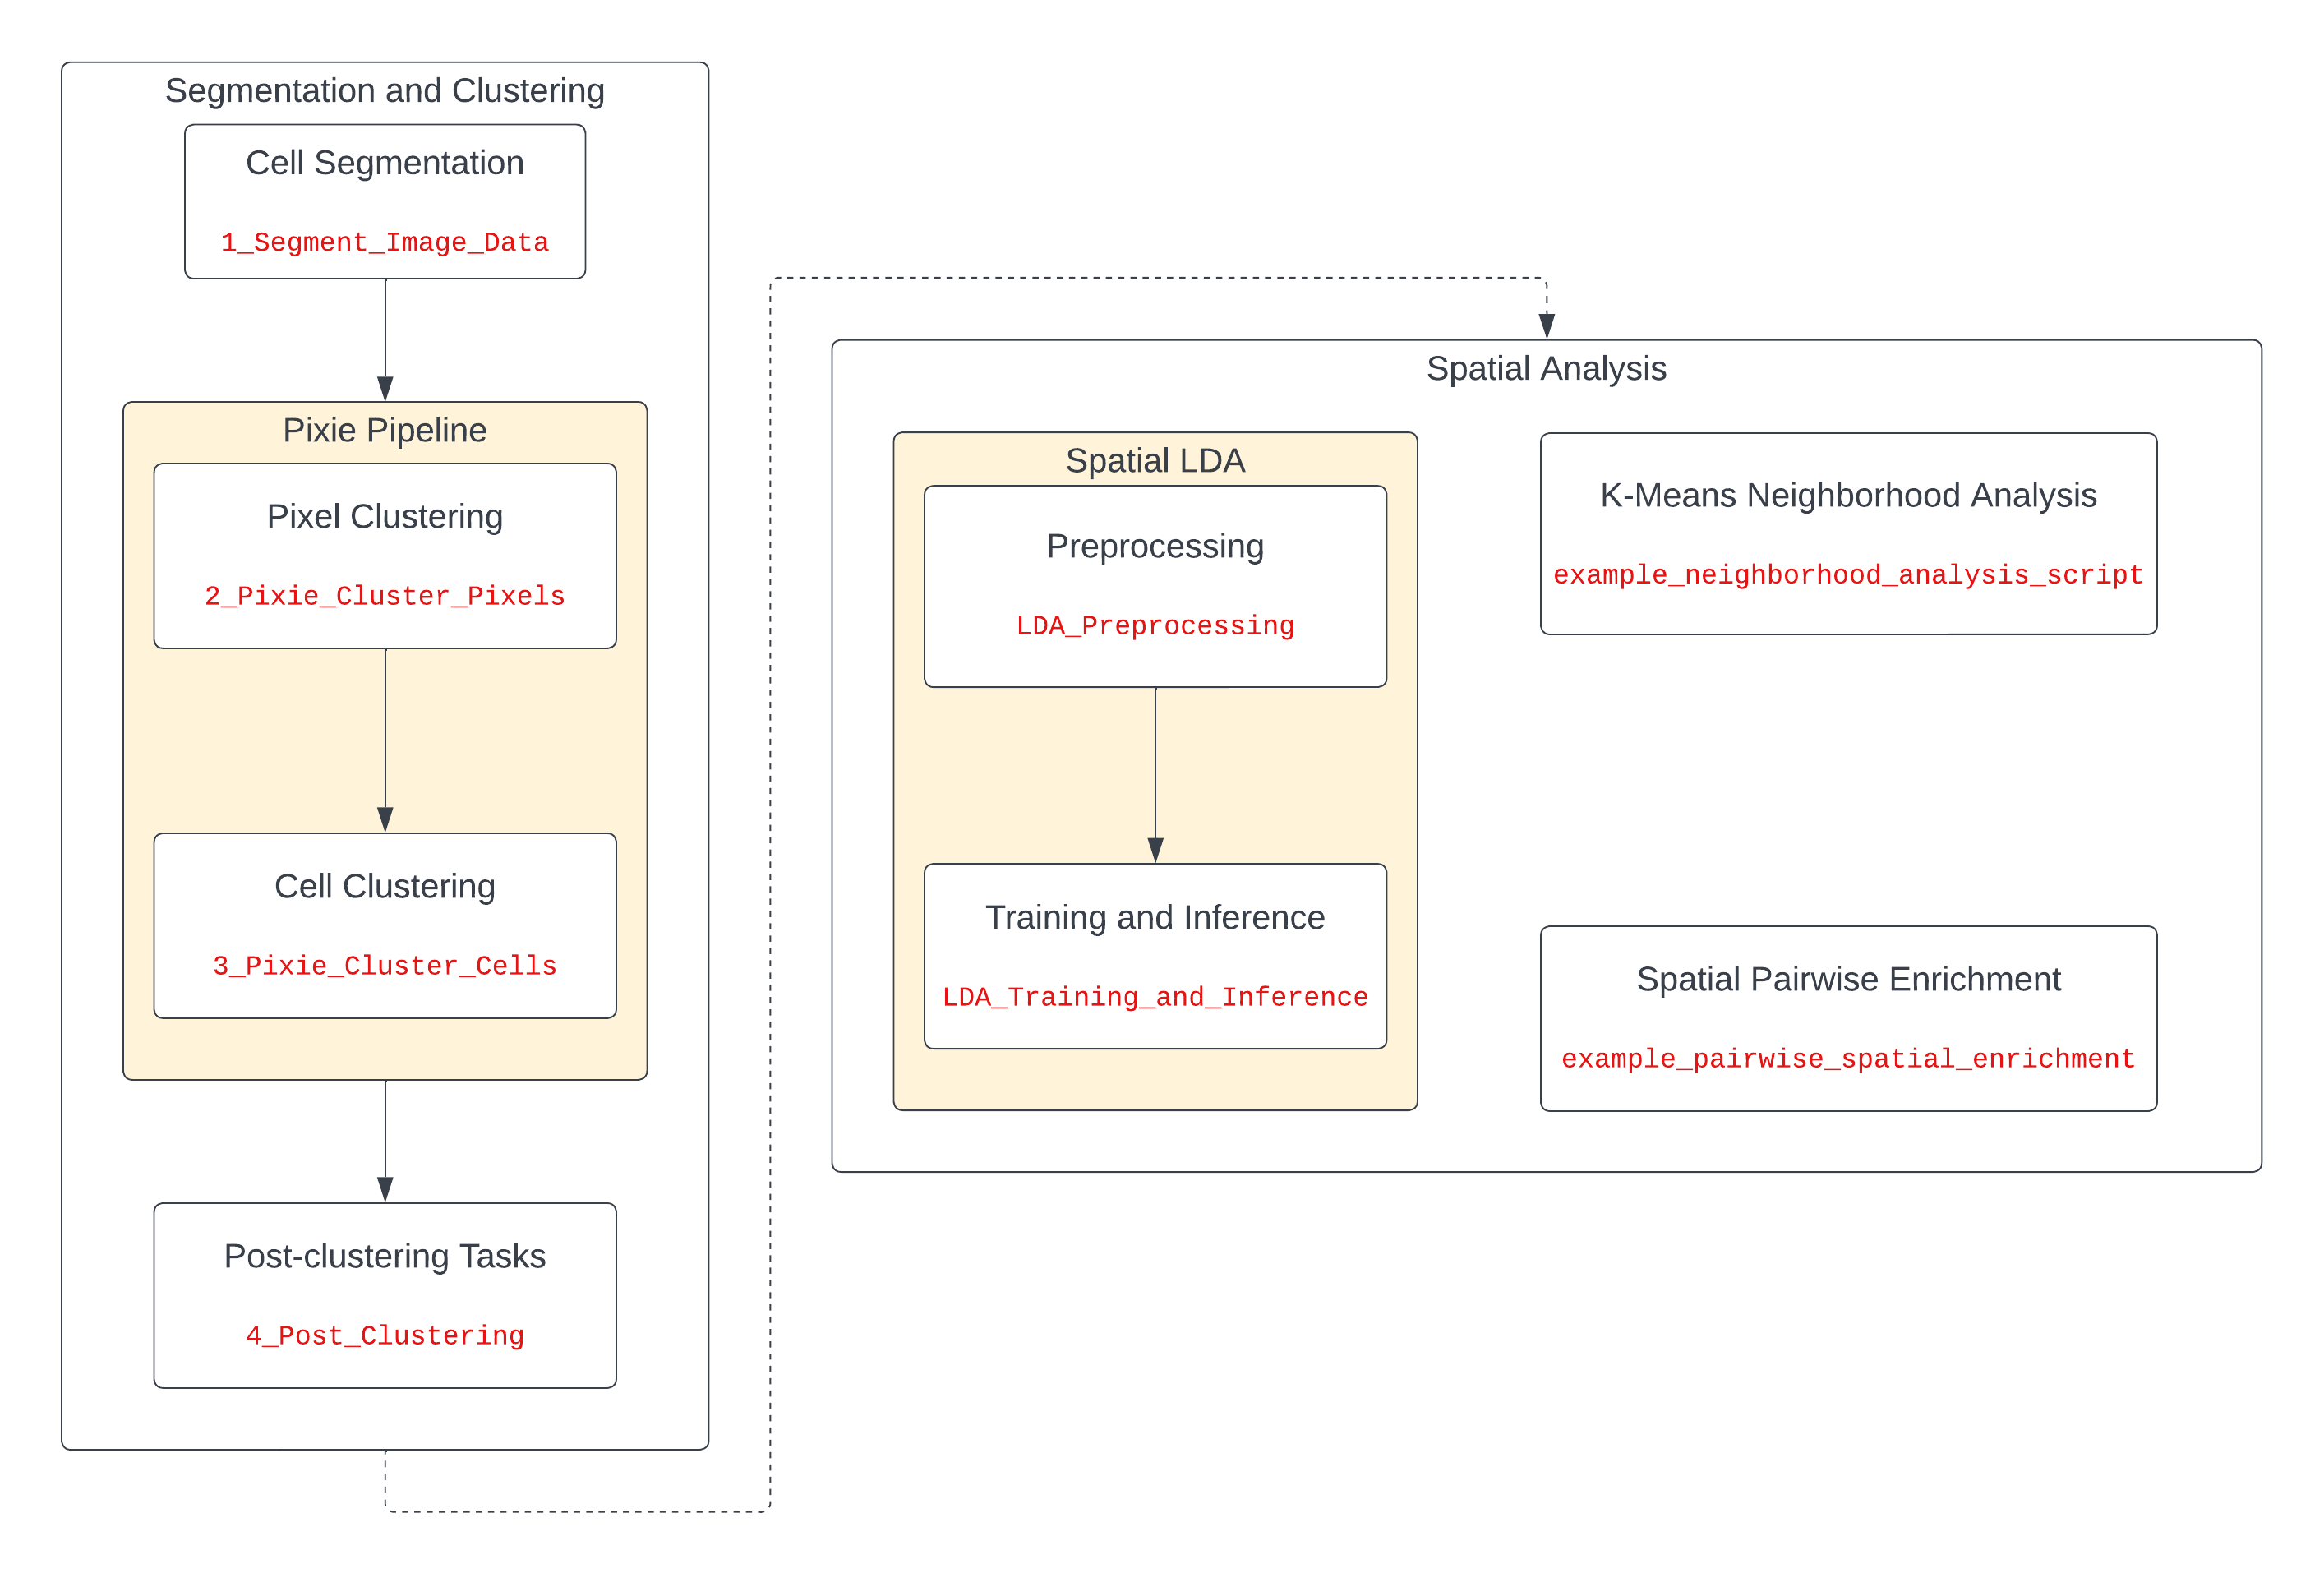 Segmentation and Clustering
Cell Segmentation
1_Segment_Image_Data
Pixie Pipeline
Pixel Clustering
2_Pixie_Cluster_Pixels
Cell Clustering
3_Pixie_Cluster_Cells
Post-clustering Tasks
4_Post_Clustering
Spatial Analysis
Spatial LDA
Preprocessing
LDA_Preprocessing
Training and Inference
LDA_Training_and_Inference
K-Means Neighborhood Analysis
example_neighborhood_analysis_script
Spatial Pairwise Enrichment
example_pairwise_spatial_enrichment